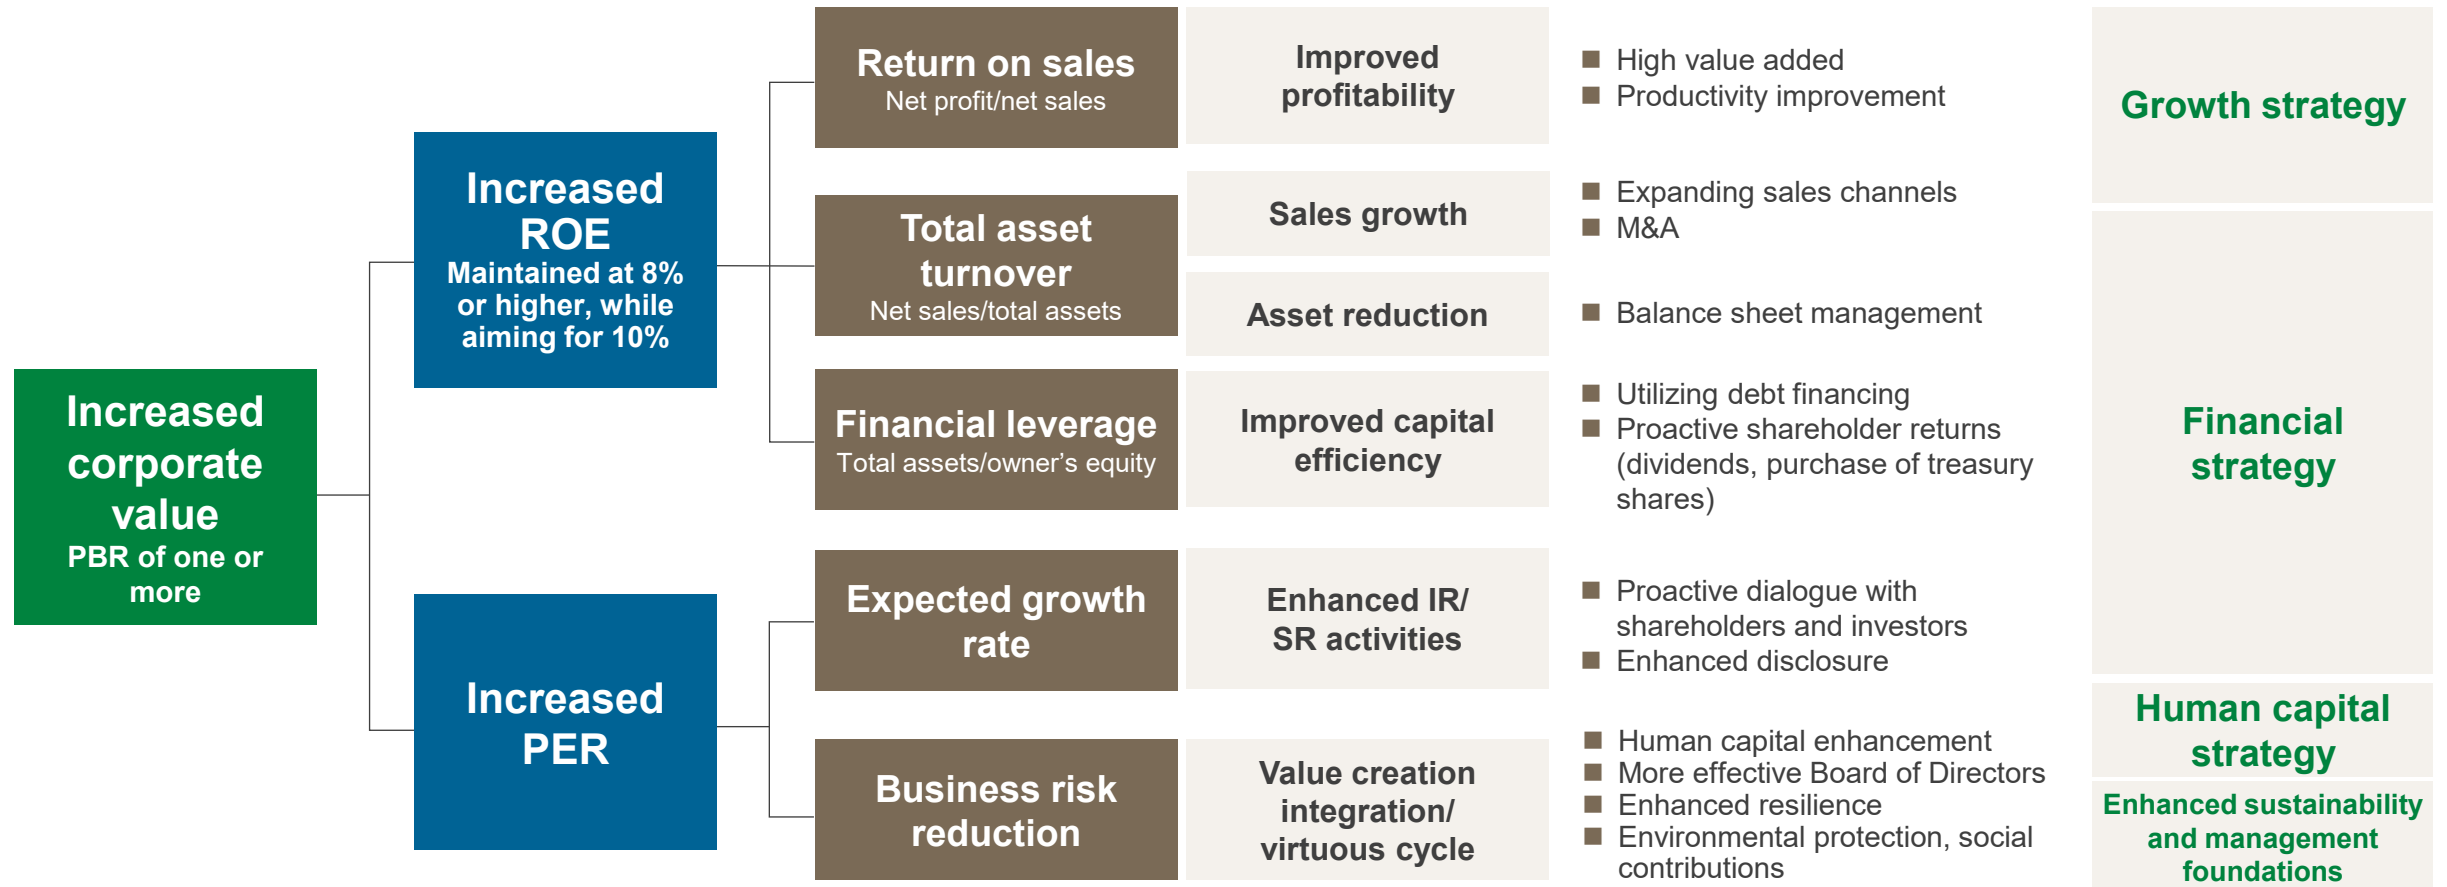 Increased
corporate
value
PBR of one or
more
Increased
ROE
Maintained at 8%
or higher, while
aiming for 10%
Increased
PER
Return on sales
Net profit/net sales
Improved
profitability
■ High value added
■ Productivity improvement
Total asset
turnover
Net sales/total assets
Sales growth
■ Expanding sales channels
■ M&A
Asset reduction
■ Balance sheet management
Financial leverage
Total assets/owner’s equity
Improved capital
efficiency
■ Utilizing debt financing
■ Proactive shareholder returns
(dividends, purchase of treasury
shares)
Expected growth
rate
Enhanced IR/
SR activities
■ Proactive dialogue with
shareholders and investors
■ Enhanced disclosure
Business risk
reduction
Value creation
integration/
virtuous cycle
■ Human capital enhancement
■ More effective Board of Directors
■ Enhanced resilience
■ Environmental protection, social
contributions
Growth strategy
Financial
strategy
Human capital
strategy
Enhanced sustainability
and management
foundations